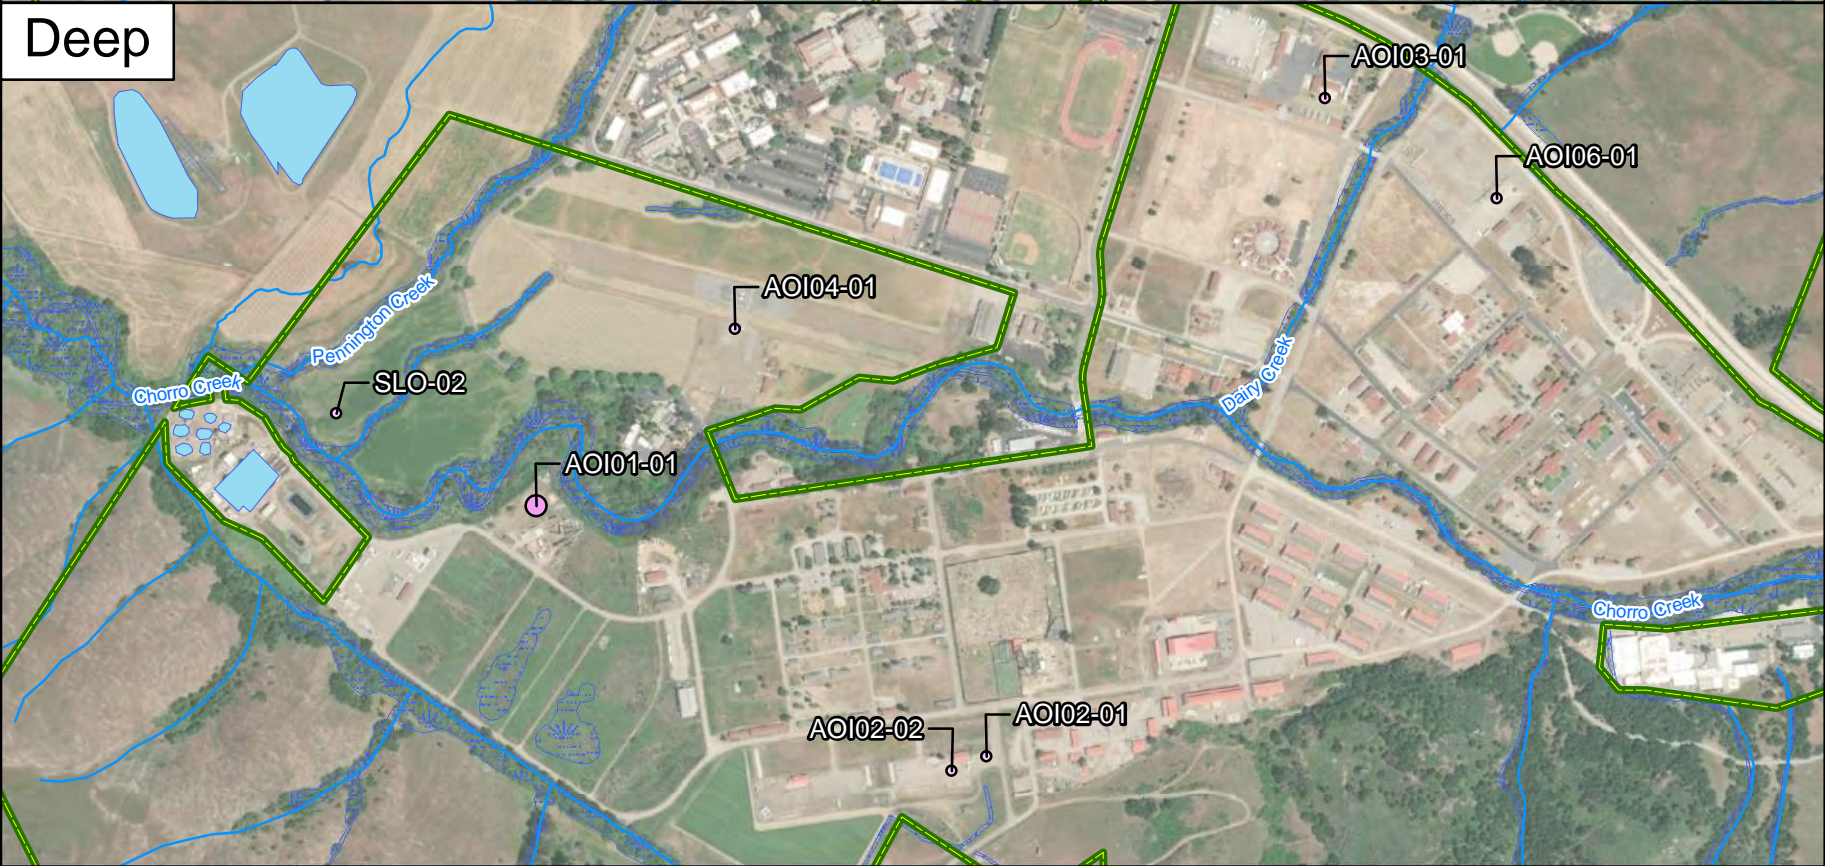 Deep
AOI03-01
AOI06-01
AOI04-01
Pennington Creek
SLO-02
Chorro Creek
Dairy Creek
AOI01-01
Chorro Creek
AOI02-01
AOI02-02